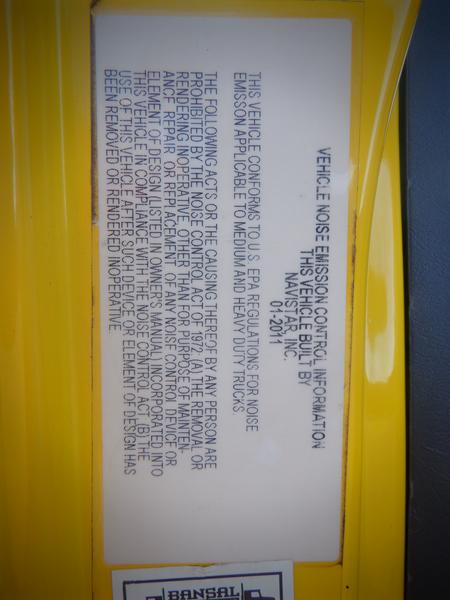 VEHICLE NOISE EMISSION CONTROL INFORMATION
THIS VEHICLE BUILT BY
NAVISTAR, INC.
01-2011
THIS VEHICLE CONFORMS TO U.S. EPA REGULATIONS FOR NOISE
EMISSON APPLICABLE TO MEDIUM AND HEAVY DUTY TRUCKS.
THE FOLLOWING ACTS OR THE CAUSING THEREOF BY ANY PERSON ARE
PROHIBITED BY THE NOISE CONTROL ACT OF 1972: (A) THE REMOVAL OR
RENDERING INOPERATIVE, OTHER THAN FOR PURPOSE OF MAINTEN-
ANCE, REPAIR, OR REPLACEMENT, OF ANY NOISE CONTROL DEVICE OR
ELEMENT OF DESIGN (LISTED IN OWNER'S MANUAL) INCORPORATED INTO
THIS VEHICLE IN COMPLIANCE WITH THE NOISE CONTROL ACT, (B) THE
USE OF THIS VEHICLE AFTER SUCH DEVICE OR ELEMENT OF DESIGN HAS
BEEN REMOVED OR RENDERED INOPERATIVE.
BANSAL